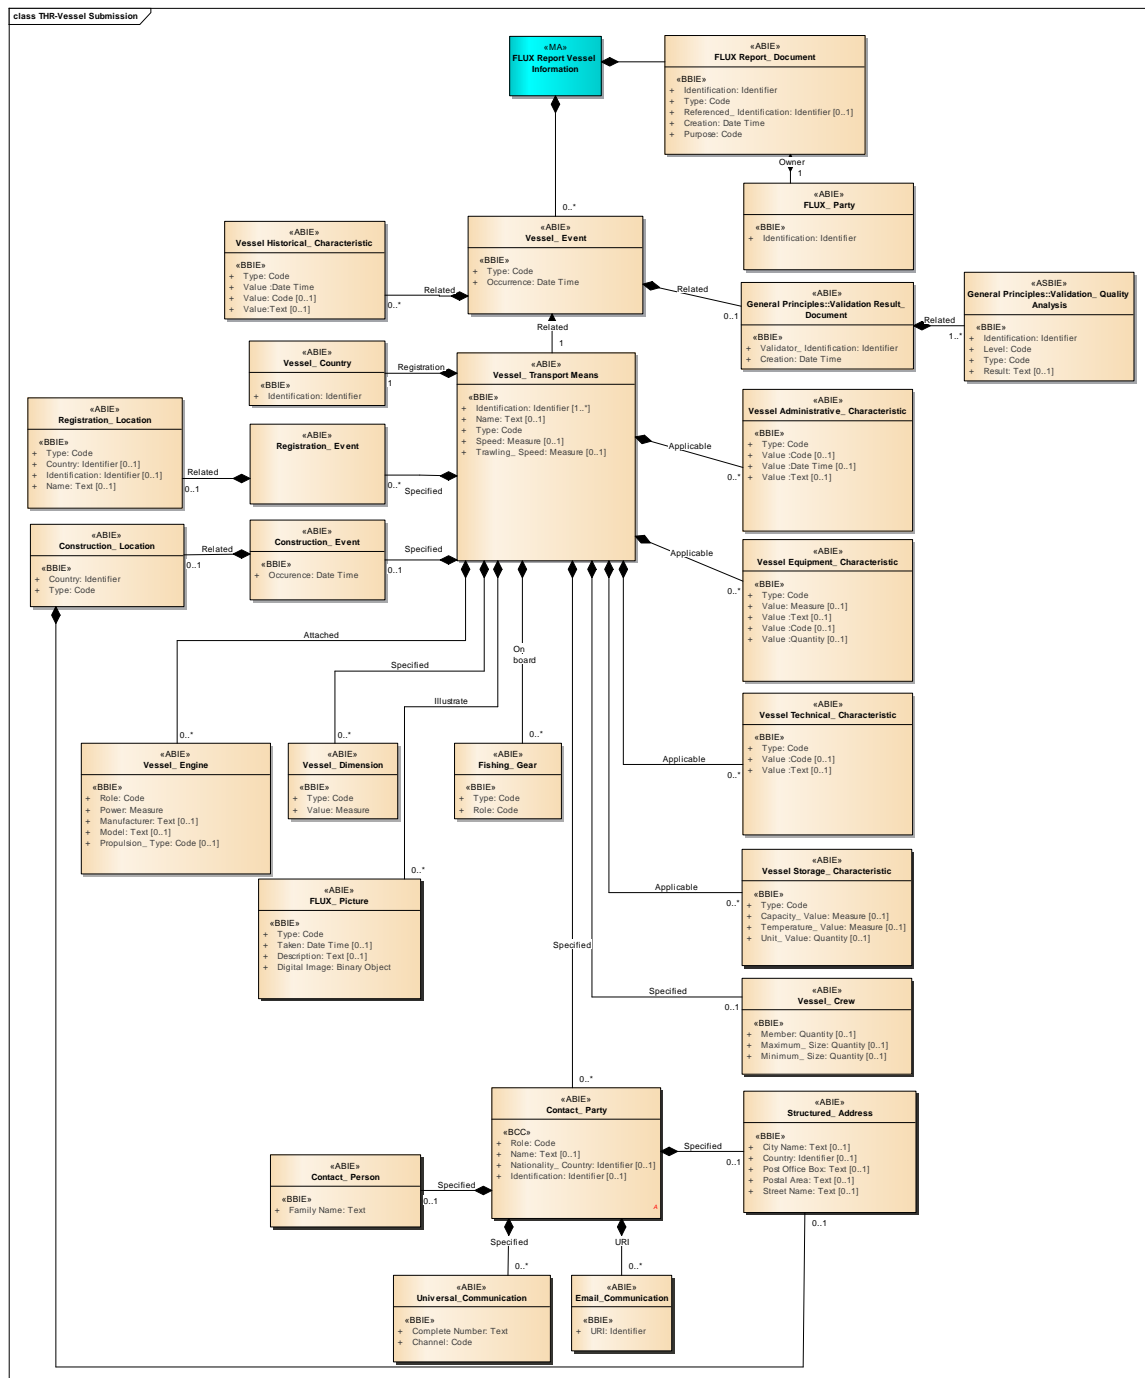 class THR-Vessel Submission
«MA»
FLUX Report Vessel
Information
«ABIE»
FLUX Report_ Document
«BBIE»
+ Identification: Identifier
+ Type: Code
+ Referenced_ Identification: Identifier [0..1]
+ Creation: Date Time
+ Purpose: Code
Owner
1
«ABIE»
FLUX_ Party
«BBIE»
+ Identification: Identifier
0..*
«ABIE»
Vessel Historical_ Characteristic
«BBIE»
+ Type: Code
+ Value :Date Time
+ Value: Code [0..1]
+ Value:Text [0..1]
Related
0..*
«ABIE»
Vessel_ Event
«BBIE»
+ Type: Code
+ Occurrence: Date Time
Related
0..1
«ABIE»
General Principles::Validation Result_
Document
«BBIE»
+ Validator_ Identification: Identifier
+ Creation: Date Time
Related
1..*
«ASBIE»
General Principles::Validation_ Quality
Analysis
«BBIE»
+ Identification: Identifier
+ Level: Code
+ Type: Code
+ Result: Text [0..1]
Related
1
«ABIE»
Vessel_ Country
«BBIE»
+ Identification: Identifier
Registration
1
«ABIE»
Vessel_ Transport Means
«BBIE»
+ Identification: Identifier [1..*]
+ Name: Text [0..1]
+ Type: Code
+ Speed: Measure [0..1]
+ Trawling_ Speed: Measure [0..1]
«ABIE»
Registration_ Location
«BBIE»
+ Type: Code
+ Country: Identifier [0..1]
+ Identification: Identifier [0..1]
+ Name: Text [0..1]
Related
0..1
«ABIE»
Registration_ Event
0..*
Specified
«ABIE»
Construction_ Location
«BBIE»
+ Country: Identifier
+ Type: Code
Related
0..1
«ABIE»
Construction_ Event
«BBIE»
+ Occurence: Date Time
Specified
0..1
Applicable
0..*
«ABIE»
Vessel Administrative_ Characteristic
«BBIE»
+ Type: Code
+ Value :Code [0..1]
+ Value :Date Time [0..1]
+ Value :Text [0..1]
Applicable
0..*
«ABIE»
Vessel Equipment_ Characteristic
«BBIE»
+ Type: Code
+ Value: Measure [0..1]
+ Value :Text [0..1]
+ Value :Code [0..1]
+ Value :Quantity [0..1]
Attached
0..*
Specified
0..*
Illustrate
0..*
On
board
0..*
«ABIE»
Vessel_ Engine
«BBIE»
+ Role: Code
+ Power: Measure
+ Manufacturer: Text [0..1]
+ Model: Text [0..1]
+ Propulsion_ Type: Code [0..1]
«ABIE»
Vessel_ Dimension
«BBIE»
+ Type: Code
+ Value: Measure
«ABIE»
Fishing_ Gear
«BBIE»
+ Type: Code
+ Role: Code
Applicable
0..*
«ABIE»
Vessel Technical_ Characteristic
«BBIE»
+ Type: Code
+ Value :Code [0..1]
+ Value :Text [0..1]
«ABIE»
FLUX_ Picture
«BBIE»
+ Type: Code
+ Taken: Date Time [0..1]
+ Description: Text [0..1]
+ Digital Image: Binary Object
Applicable
0..*
«ABIE»
Vessel Storage_ Characteristic
«BBIE»
+ Type: Code
+ Capacity_ Value: Measure [0..1]
+ Temperature_ Value: Measure [0..1]
+ Unit_ Value: Quantity [0..1]
Specified
Specified
0..1
«ABIE»
Vessel_ Crew
«BBIE»
+ Member: Quantity [0..1]
+ Maximum_ Size: Quantity [0..1]
+ Minimum_ Size: Quantity [0..1]
0..*
«ABIE»
Contact_ Party
«BCC»
+ Role: Code
+ Name: Text [0..1]
+ Nationality_ Country: Identifier [0..1]
+ Identification: Identifier [0..1]
A
Specified
0..1
«ABIE»
Structured_ Address
«BBIE»
+ City Name: Text [0..1]
+ Country: Identifier [0..1]
+ Post Office Box: Text [0..1]
+ Postal Area: Text [0..1]
+ Street Name: Text [0..1]
0..1
«ABIE»
Contact_ Person
«BBIE»
+ Family Name: Text
Specified
0..1
Specified
0..*
URI
0..*
«ABIE»
Universal_Communication
«BBIE»
+ Complete Number: Text
+ Channel: Code
«ABIE»
Email_Communication
«BBIE»
+ URI: Identifier